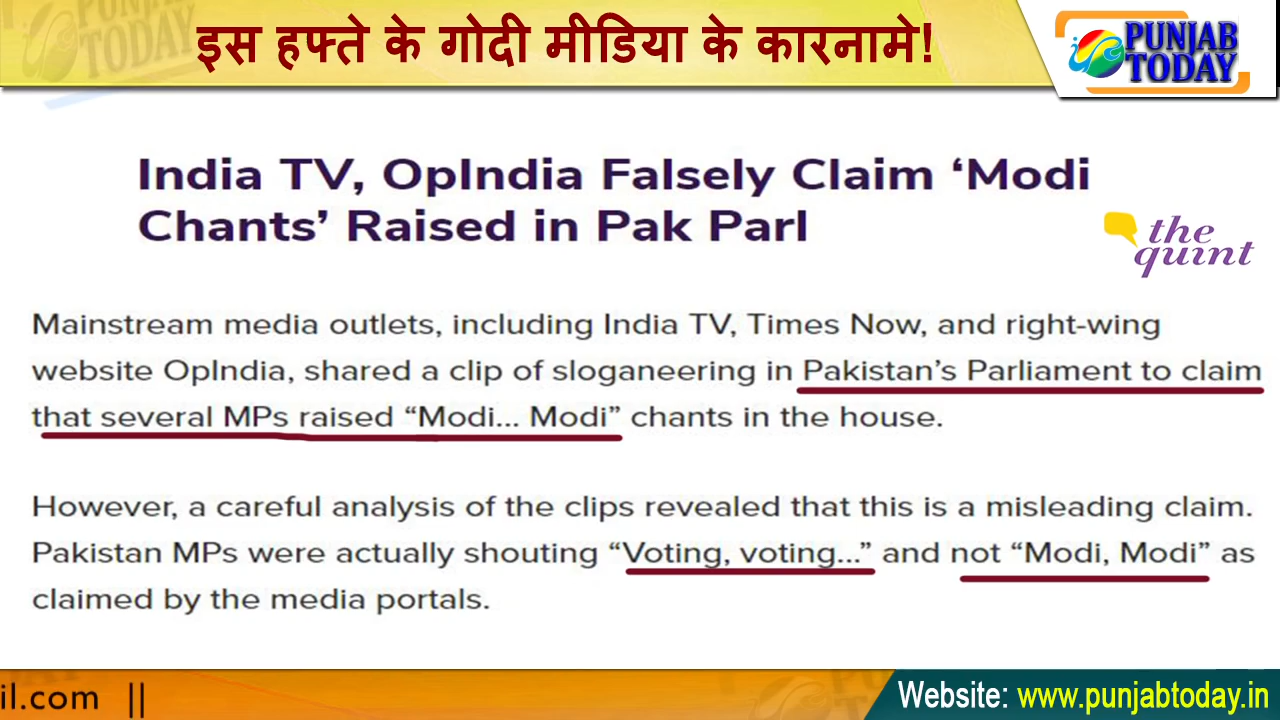 इस हफ्ते के गोदी मीडिया के कारनामे!
PUNJAB
TODAY
India TV, OpIndia Falsely Claim ‘Modi
Chants’ Raised in Pak Parl
the
quint
Mainstream media outlets, including India TV, Times Now, and right-wing
website OpIndia, shared a clip of sloganeering in Pakistan’s Parliament to claim
that several MPs raised “Modi... Modi” chants in the house.
However, a careful analysis of the clips revealed that this is a misleading claim.
Pakistan MPs were actually shouting “Voting, voting...” and not “Modi, Modi” as
claimed by the media portals.
il.com ||
Website: www.punjabtoday.in